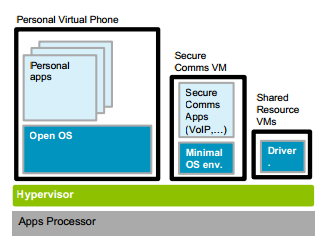 Personal Virtual Phone
Personal
apps
Open OS
Secure
Comms VM
Secure
Comms
Apps
(VoIP,...)
Minimal
OS env.
Shared
Resource
VMs
Driver
.
Hypervisor
Apps Processor